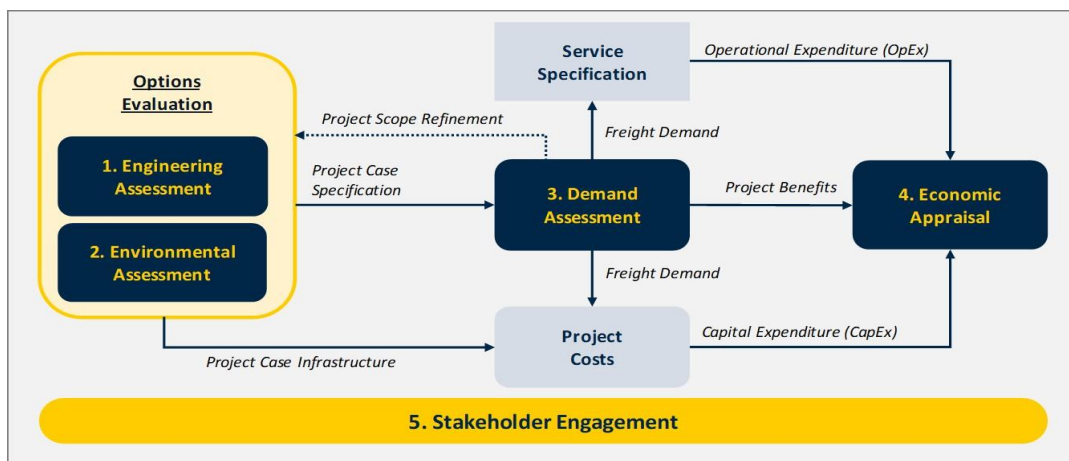 Options
Evaluation
1. Engineering
Assessment
2. Environmental
Assessment
Project Scope Refinement
Project Case
Specification
Project Case Infrastructure
Service
Specification
Freight Demand
3. Demand
Assessment
Freight Demand
Project
Costs
Operational Expenditure (OpEx)
Project Benefits
Capital Expenditure (CapEx)
4. Economic
Appraisal
5. Stakeholder Engagement